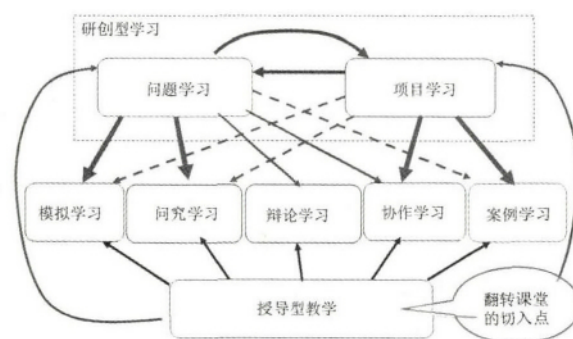 研创型学习
问题学习
项目学习
模拟学习
问究学习
辩论学习
协作学习
案例学习
授导型教学
翻转课堂
的切入点